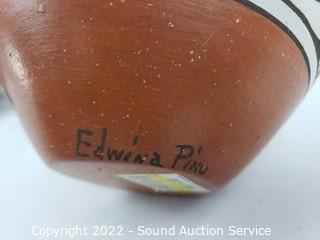 Edwina Pino
Copyright 2022 - Sound Auction Service